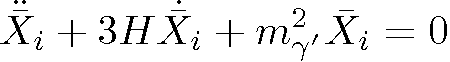 $\ddot{\bar{X}}_i + 3H\dot{\bar{X}}_i + m_{\gamma'}^2 \bar{X}_i = 0$